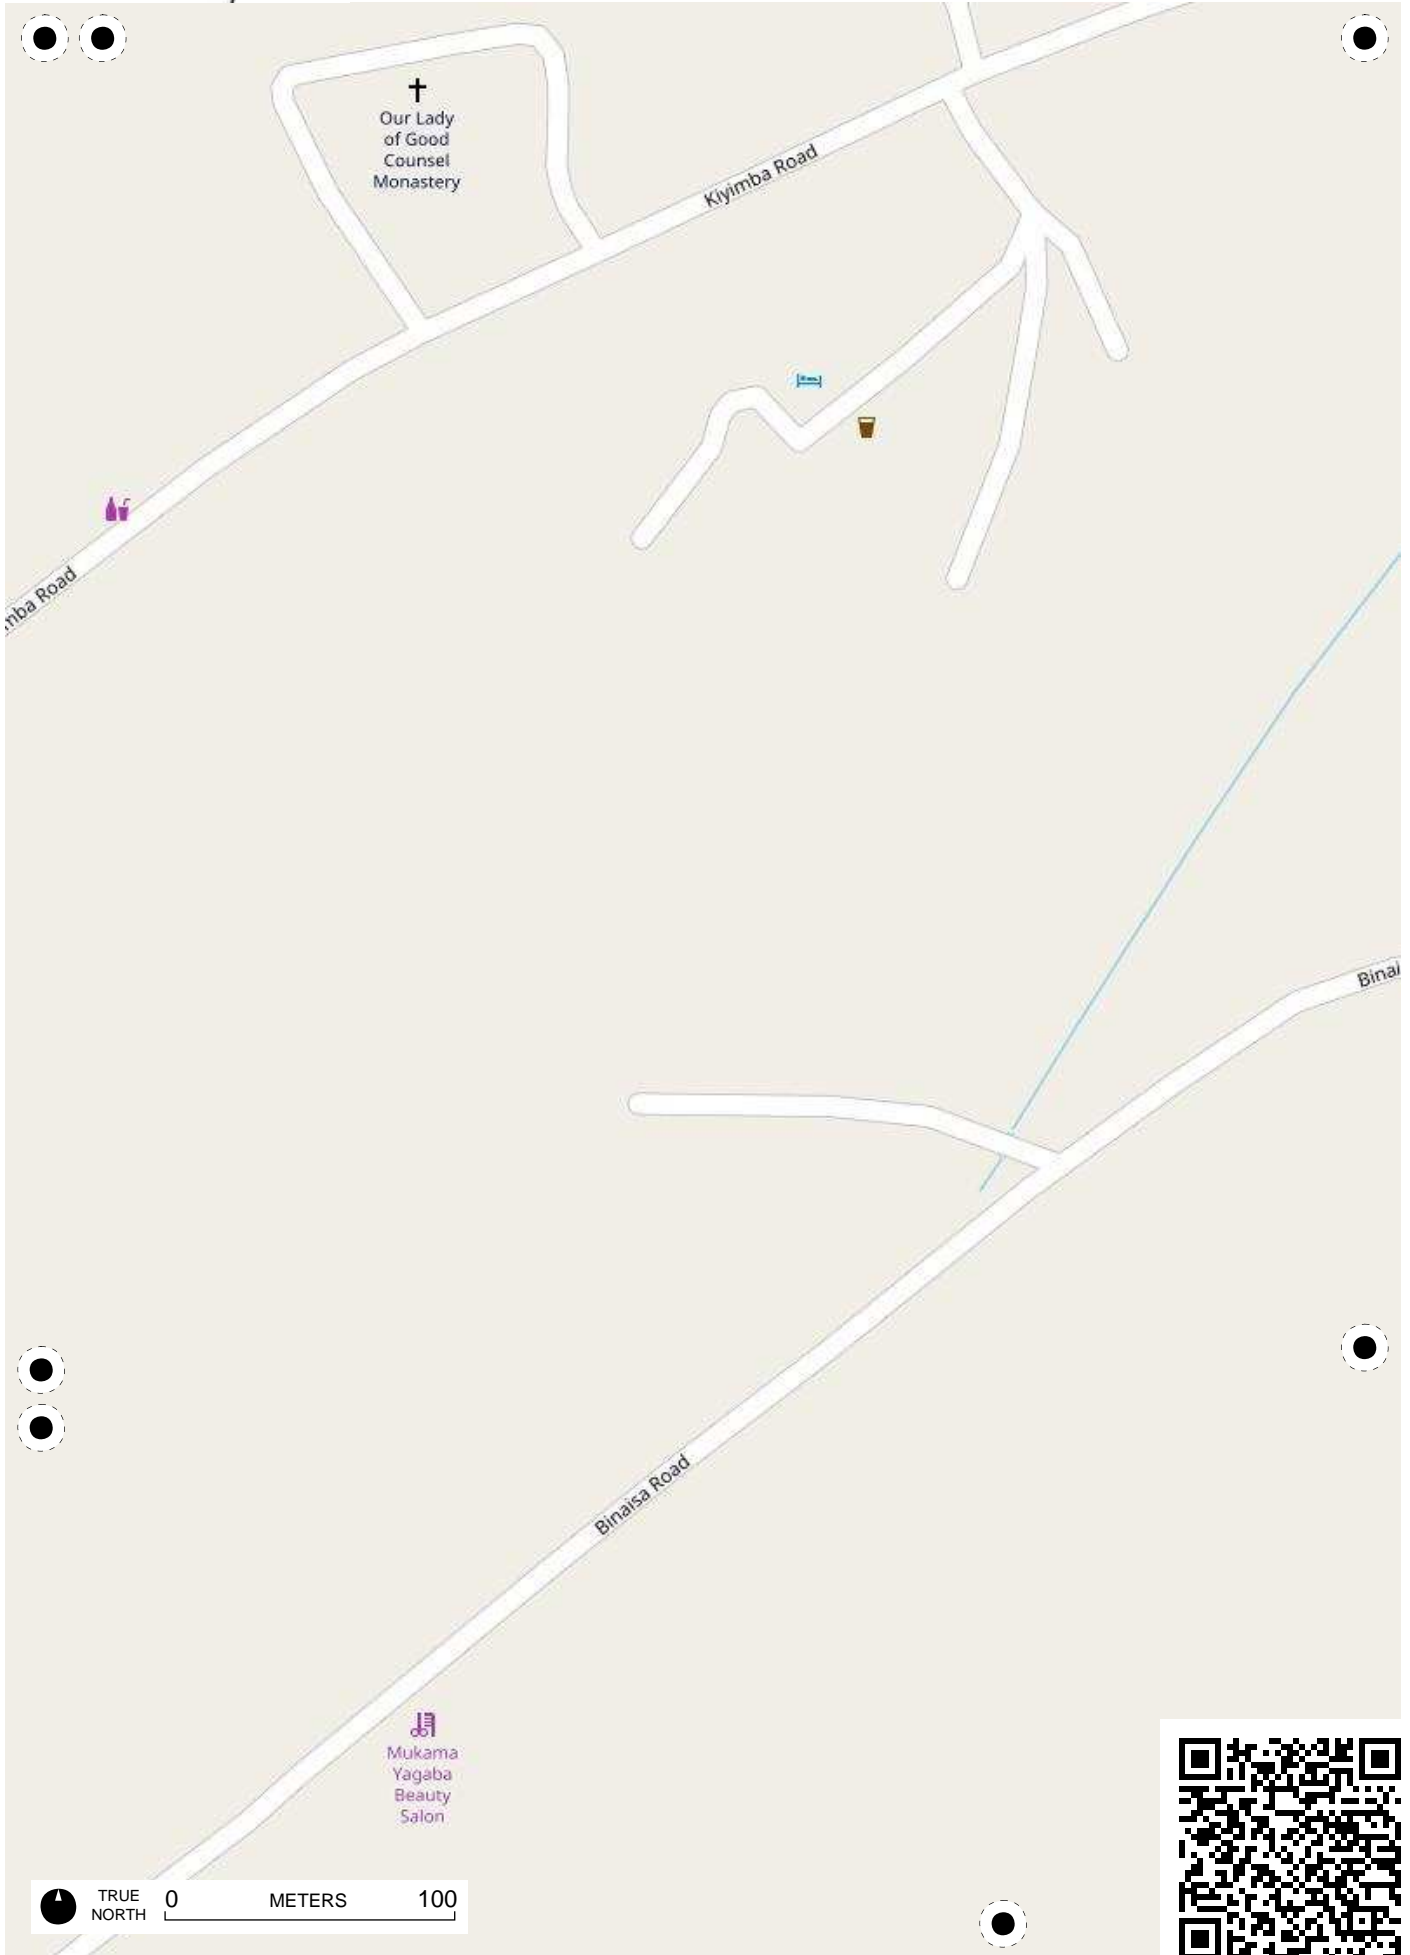 Our Lady
of Good
Counsel
Monastery
Kiyimba Road
mba Road
Binai
Binaisa Road
Mukama
Yagaba
Beauty
Salon
TRUE
NORTH
0 METERS 100